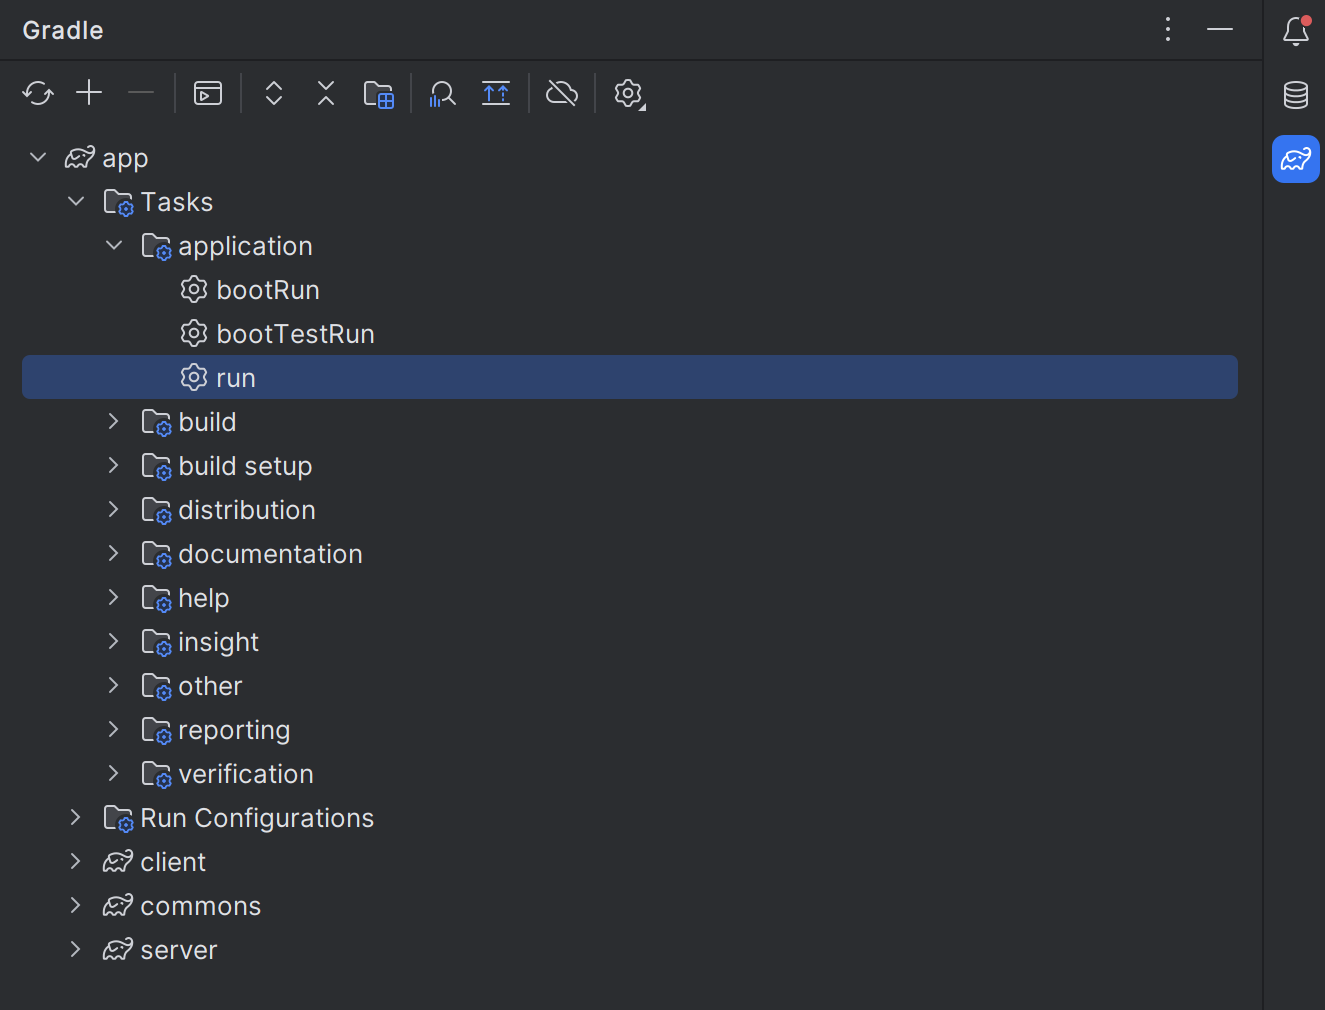 Gradle
app
Tasks
application
bootRun
bootTestRun
run
build
build setup
distribution
documentation
help
insight
other
reporting
verification
Run Configurations
client
commons
server